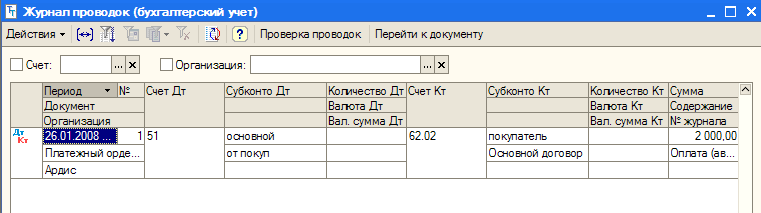 Журнал проводок (бухгалтерский учет)
Действия ? Проверка проводок Перейти к документу
Счет: ... × Организация: ... ×
Период № Счет Дт Субконто Дт Количество Дт Счет Кт Субконто Кт Количество Кт Сумма
Документ Валюта Дт Валюта Кт Содержание
Организация Вал. сумма Дт Вал. сумма Кт № журнала
Дт Кт 26.01.2008 ... 1 51 основной 62.02 покупатель 2 000,00
Платежный орде... от покуп Основной договор Оплата (ав...
Ардис